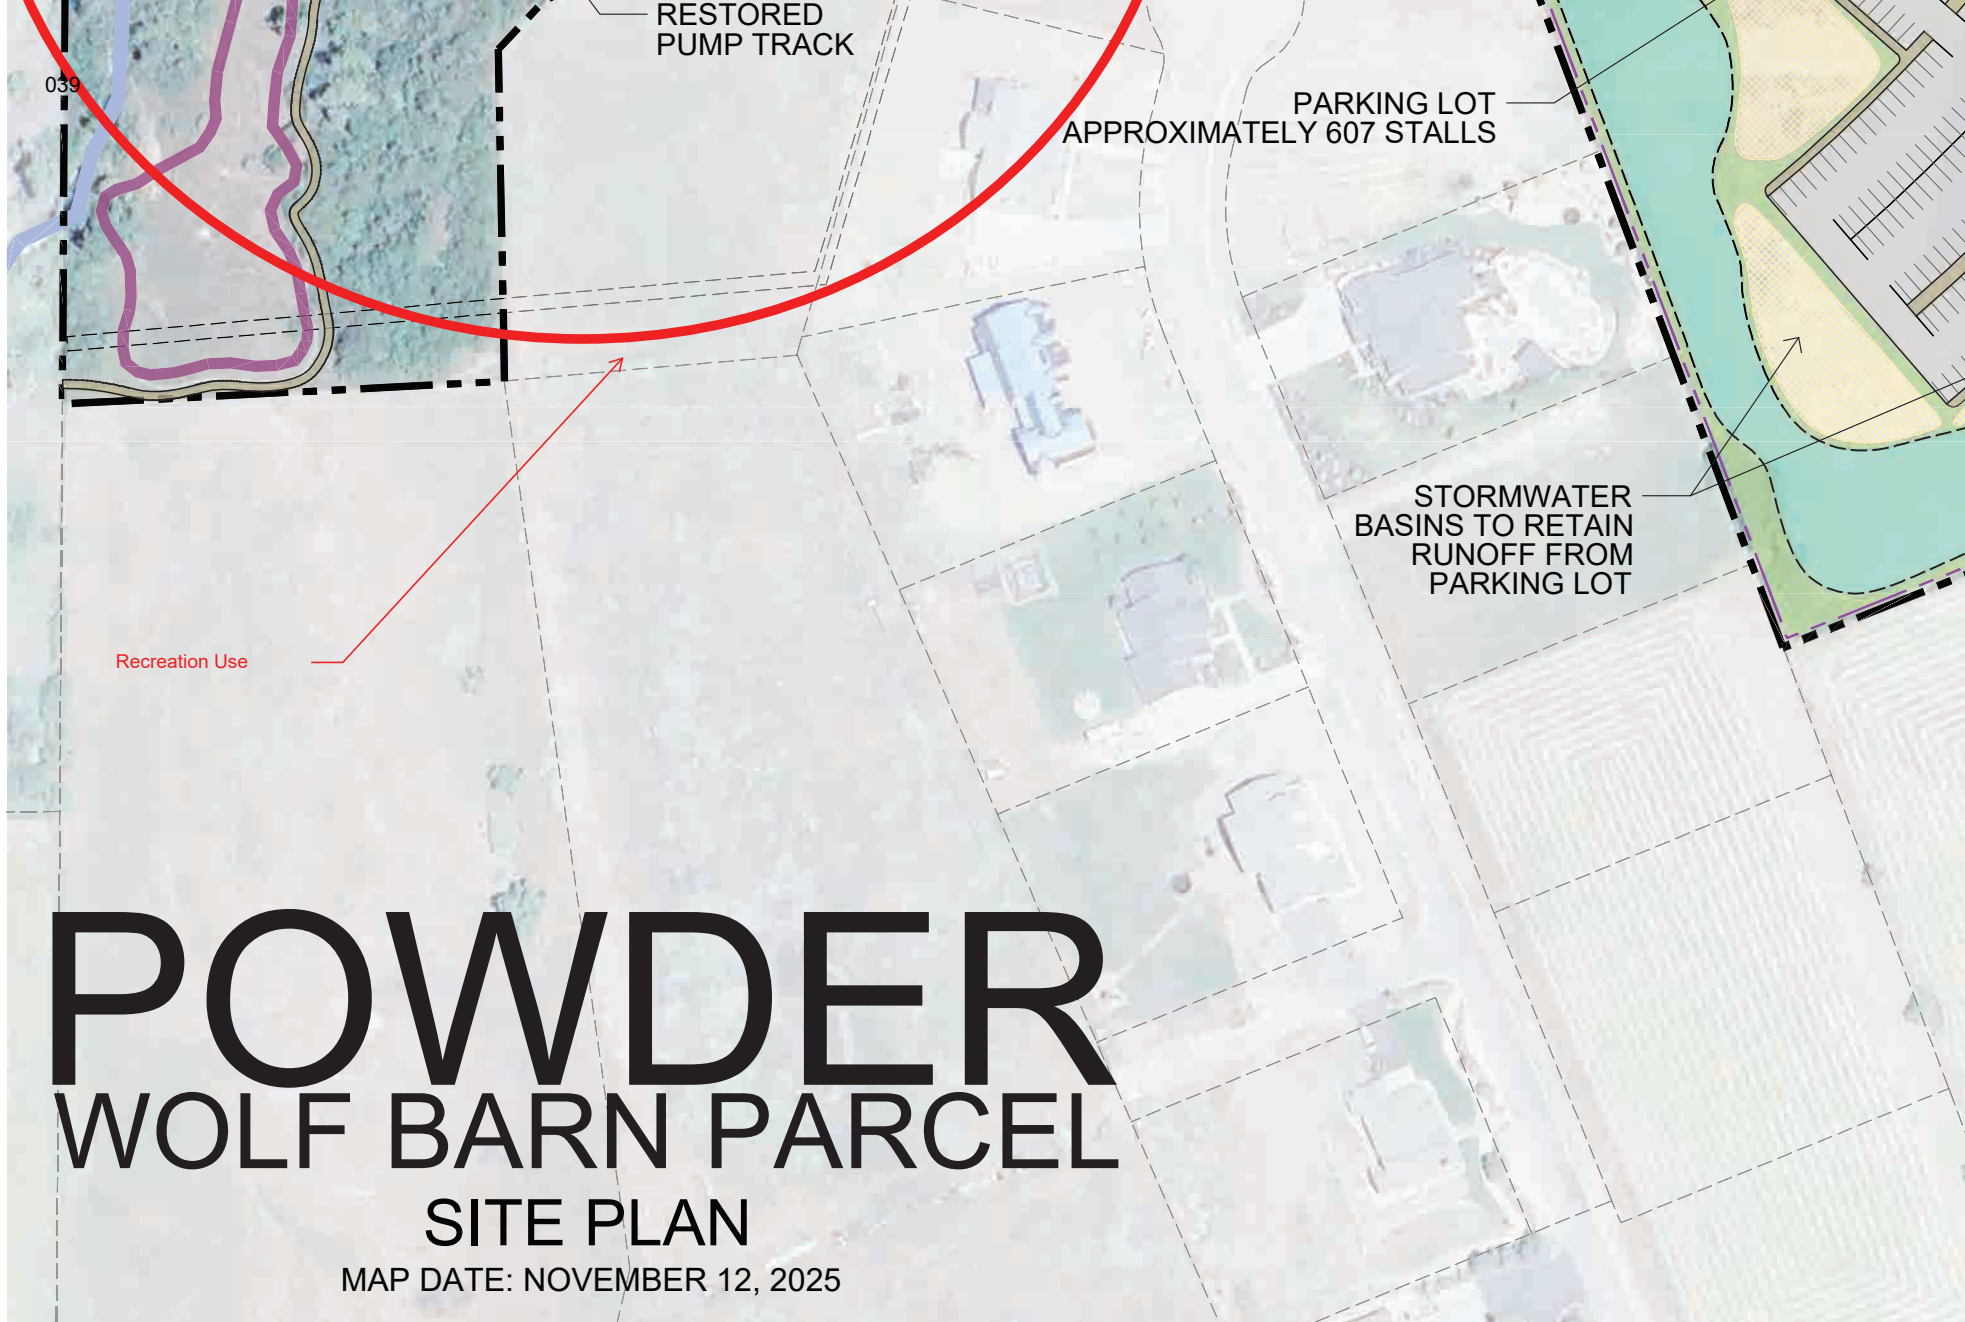 RESTORED
PUMP TRACK
039
PARKING LOT
APPROXIMATELY 607 STALLS
STORMWATER
BASINS TO RETAIN
RUNOFF FROM
PARKING LOT
Recreation Use
POWDER
WOLF BARN PARCEL
SITE PLAN
MAP DATE: NOVEMBER 12, 2025